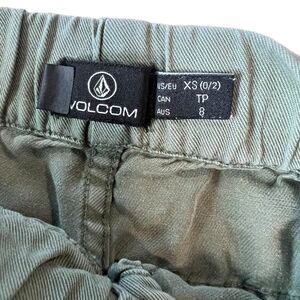 VOLCOM
US/EU XS (0/2)
CAN TP
AUS 8